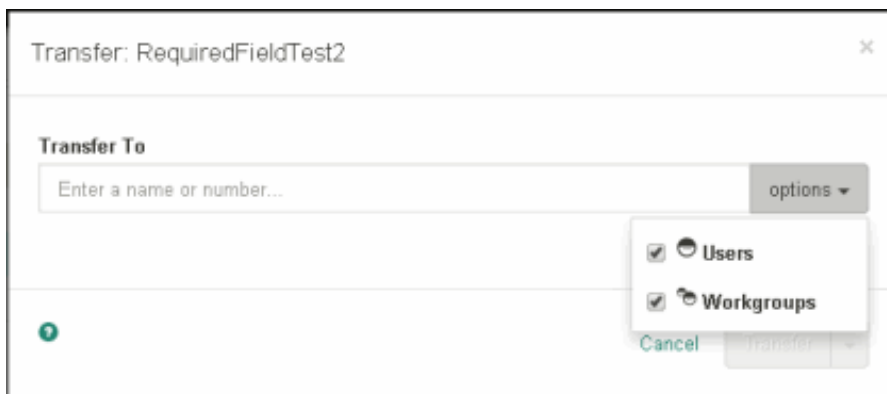 Transfer: RequiredFieldTest2
Transfer To
Enter a name or number...
options
Users
Workgroups
Cancel
Transfer